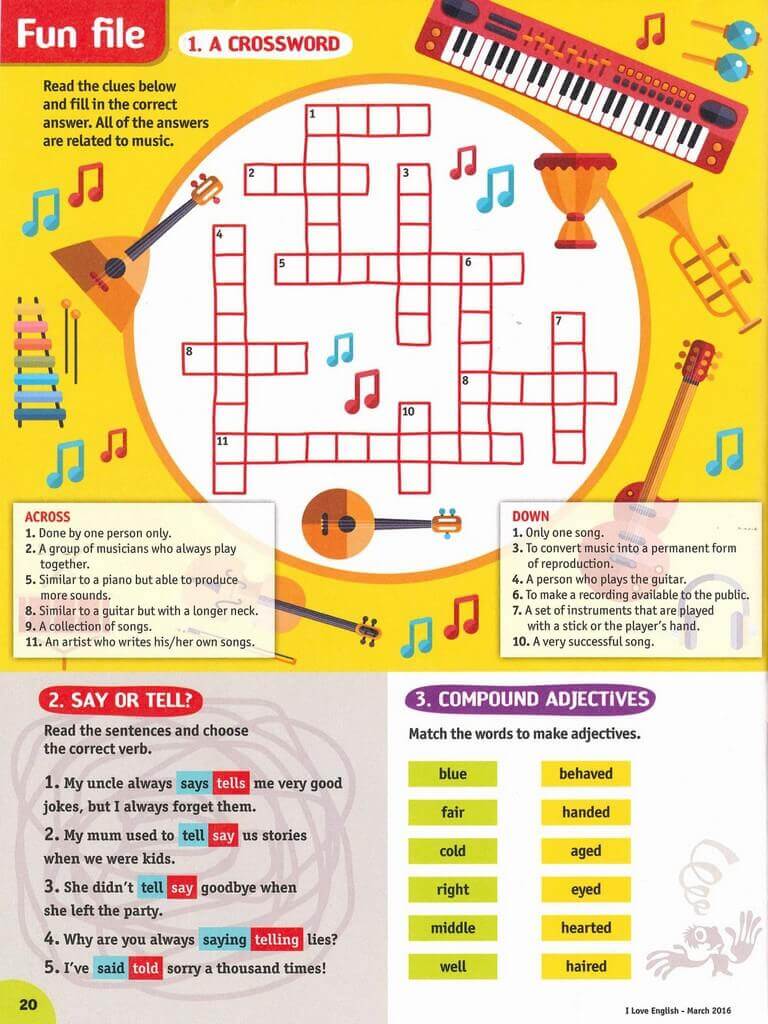 Fun file
1. A CROSSWORD
Read the clues below
and fill in the correct
answer. All of the answers
are related to music.
1
2
3
4
5
6
7
8
8
10
11
ACROSS
1. Done by one person only.
2. A group of musicians who always play
together.
5. Similar to a piano but able to produce
more sounds.
8. Similar to a guitar but with a longer neck.
9. A collection of songs.
11. An artist who writes his/her own songs.
DOWN
1. Only one song.
3. To convert music into a permanent form
of reproduction.
4. A person who plays the guitar.
6. To make a recording available to the public.
7. A set of instruments that are played
with a stick or the player's hand.
10. A very successful song.
2. SAY OR TELL?
Read the sentences and choose
the correct verb.
1. My uncle always says tells me very good
jokes, but I always forget them.
2. My mum used to tell say us stories
when we were kids.
3. She didn't tell say goodbye when
she left the party.
4. Why are you always saying telling lies?
5. I've said told sorry a thousand times!
3. COMPOUND ADJECTIVES
Match the words to make adjectives.
blue behaved
fair handed
cold aged
right eyed
middle hearted
well haired
20
I Love English - March 2016